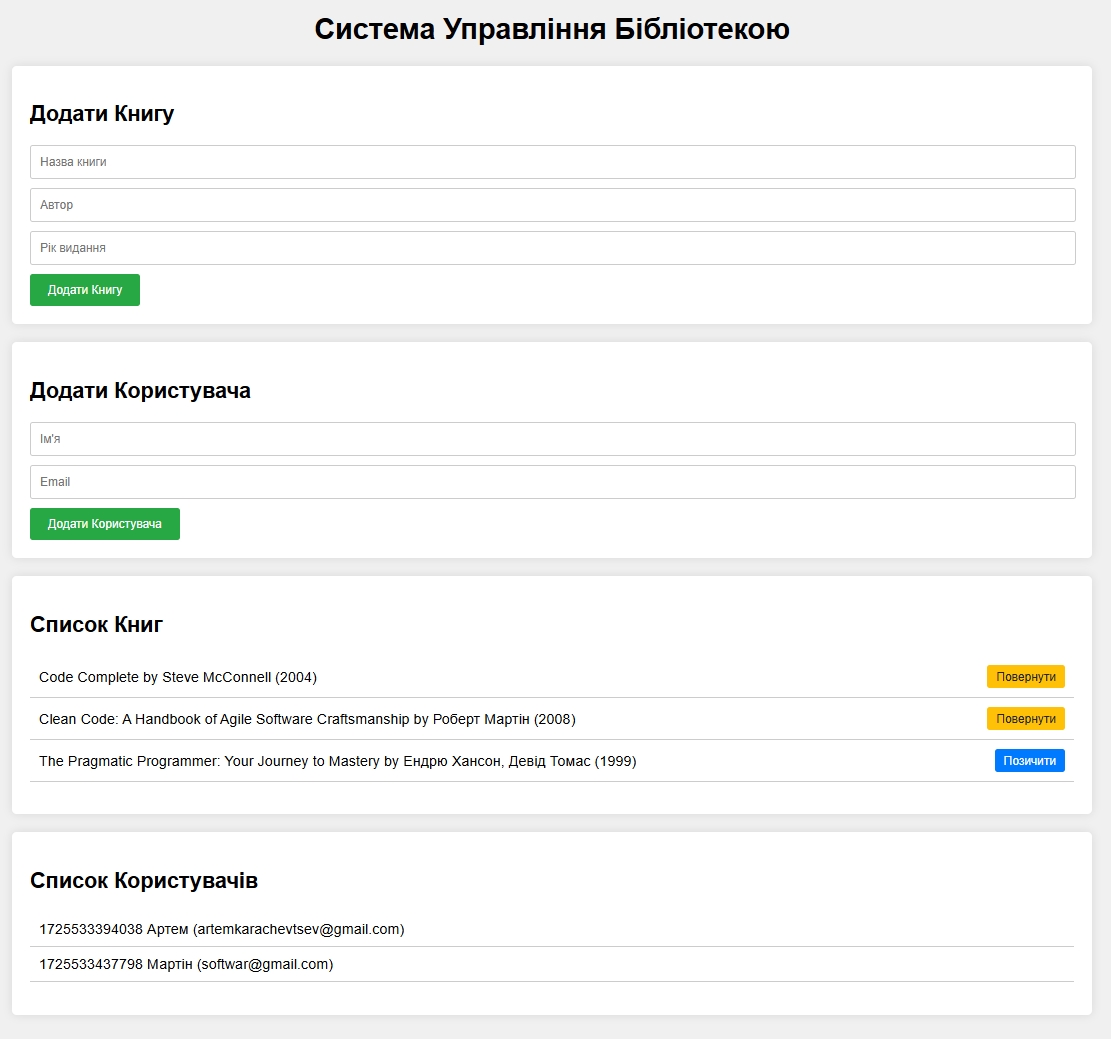 Система Управління Бібліотекою
Додати Книгу
Назва книги
Автор
Рік видання
Додати Книгу
Додати Користувача
Ім'я
Email
Додати Користувача
Список Книг
Code Complete by Steve McConnell (2004) Повернути
Clean Code: A Handbook of Agile Software Craftsmanship by Роберт Мартін (2008) Повернути
The Pragmatic Programmer: Your Journey to Mastery by Ендрю Хансон, Девід Томас (1999) Позичити
Список Користувачів
1725533394038 Артем (artemkarachevtsev@gmail.com)
1725533437798 Мартін (softwar@gmail.com)